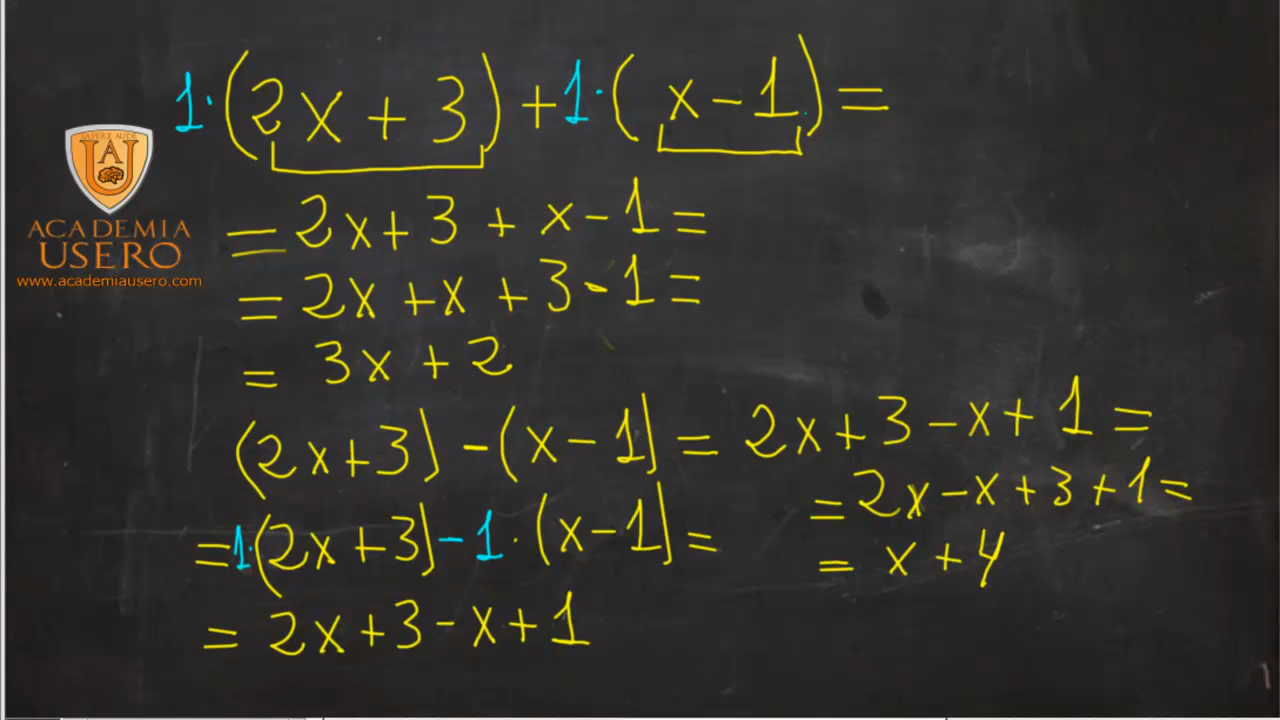 1·(2x+3)+1·(x-1)=
SAPERE AUDE
UA
ACADEMIA
USERO
www.academiausero.com
=2x+3+x-1=
=2x+x+3-1=
=3x+2
(2x+3)-(x-1)=2x+3-x+1=
=2x-x+3+1=
=x+4
=1·(2x+3)-1·(x-1)=
=2x+3-x+1